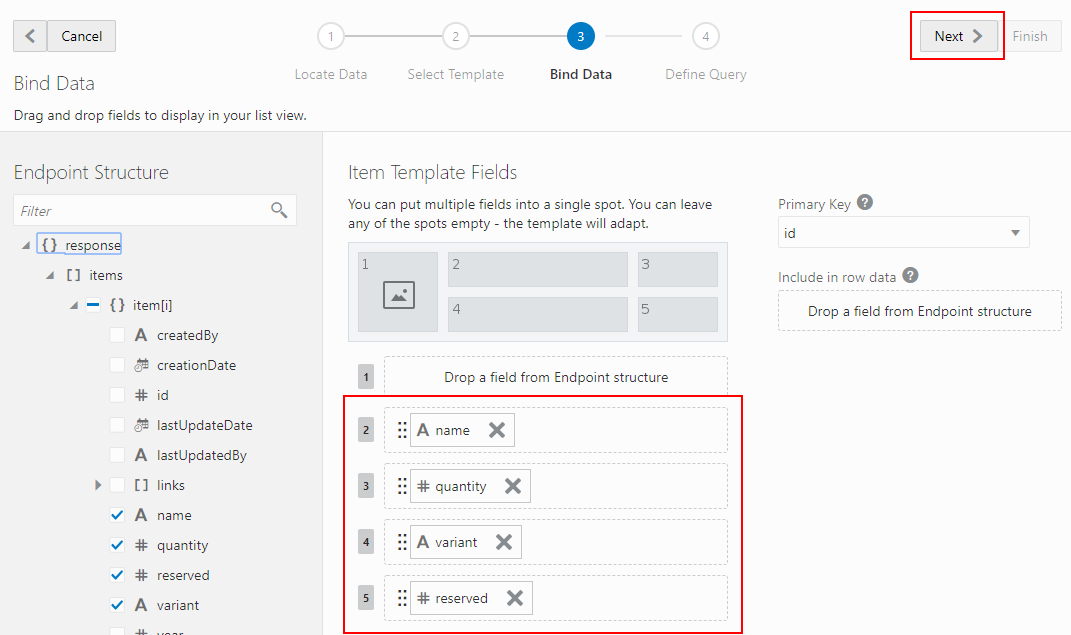 Cancel
1
2
3
4
Next
Finish
Locate Data
Select Template
Bind Data
Define Query
Bind Data
Drag and drop fields to display in your list view.
Endpoint Structure
Filter
{ } response
[ ] items
{ } item[i]
A createdBy
creationDate
# id
lastUpdateDate
A lastUpdatedBy
[ ] links
A name
# quantity
# reserved
A variant
# year
Item Template Fields
You can put multiple fields into a single spot. You can leave
any of the spots empty - the template will adapt.
1
2
3
4
5
1 Drop a field from Endpoint structure
2 A name
3 # quantity
4 A variant
5 # reserved
Primary Key ?
id
Include in row data ?
Drop a field from Endpoint structure